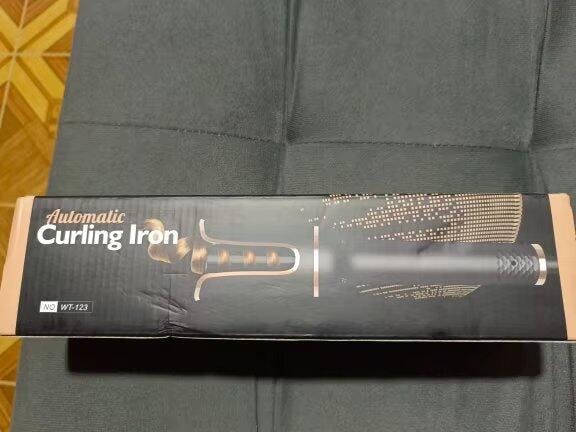 Automatic
Curling Iron
NO WT-123